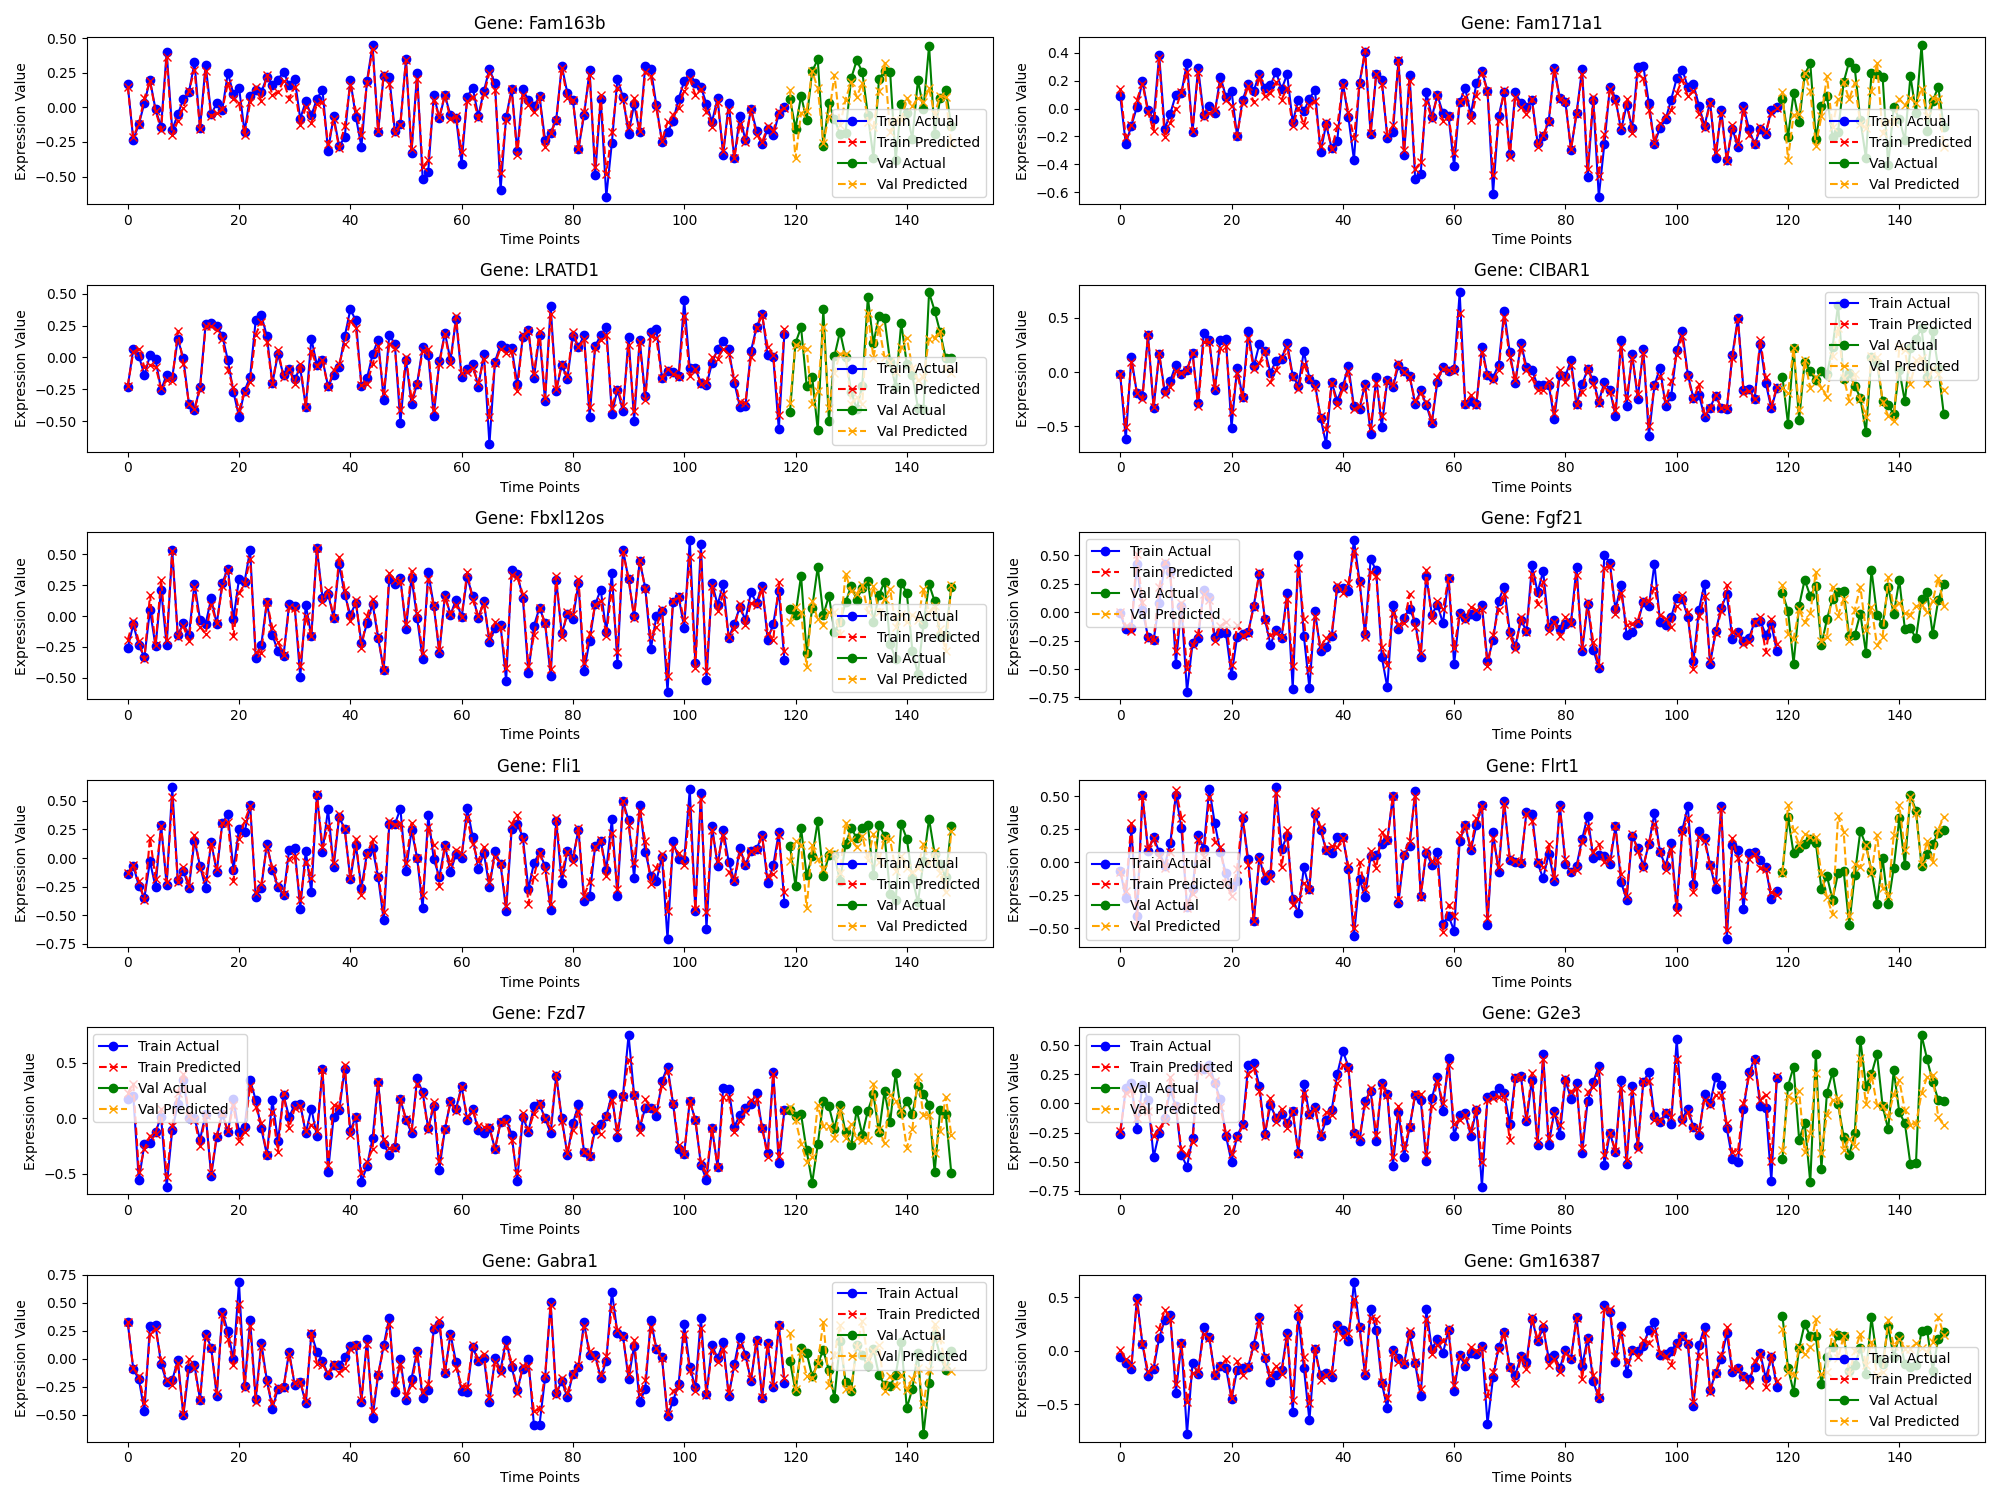 Gene: Fam163b
Expression Value
0.50
0.25
0.00
−0.25
−0.50
0 20 40 60 80 100 120 140
Time Points
Train Actual
Train Predicted
Val Actual
Val Predicted
Gene: Fam171a1
Expression Value
0.4
0.2
0.0
−0.2
−0.4
−0.6
0 20 40 60 80 100 120 140
Time Points
Train Actual
Train Predicted
Val Actual
Val Predicted
Gene: LRATD1
Expression Value
0.50
0.25
0.00
−0.25
−0.50
0 20 40 60 80 100 120 140
Time Points
Train Actual
Train Predicted
Val Actual
Val Predicted
Gene: CIBAR1
Expression Value
0.5
0.0
−0.5
0 20 40 60 80 100 120 140
Time Points
Train Actual
Train Predicted
Val Actual
Val Predicted
Gene: Fbxl12os
Expression Value
0.50
0.25
0.00
−0.25
−0.50
0 20 40 60 80 100 120 140
Time Points
Train Actual
Train Predicted
Val Actual
Val Predicted
Gene: Fgf21
Expression Value
0.50
0.25
0.00
−0.25
−0.50
−0.75
0 20 40 60 80 100 120 140
Time Points
Train Actual
Train Predicted
Val Actual
Val Predicted
Gene: Fli1
Expression Value
0.50
0.25
0.00
−0.25
−0.50
−0.75
0 20 40 60 80 100 120 140
Time Points
Train Actual
Train Predicted
Val Actual
Val Predicted
Gene: Flrt1
Expression Value
0.50
0.25
0.00
−0.25
−0.50
0 20 40 60 80 100 120 140
Time Points
Train Actual
Train Predicted
Val Actual
Val Predicted
Gene: Fzd7
Expression Value
0.5
0.0
−0.5
0 20 40 60 80 100 120 140
Time Points
Train Actual
Train Predicted
Val Actual
Val Predicted
Gene: G2e3
Expression Value
0.50
0.25
0.00
−0.25
−0.50
−0.75
0 20 40 60 80 100 120 140
Time Points
Train Actual
Train Predicted
Val Actual
Val Predicted
Gene: Gabra1
Expression Value
0.75
0.50
0.25
0.00
−0.25
−0.50
0 20 40 60 80 100 120 140
Time Points
Train Actual
Train Predicted
Val Actual
Val Predicted
Gene: Gm16387
Expression Value
0.5
0.0
−0.5
0 20 40 60 80 100 120 140
Time Points
Train Actual
Train Predicted
Val Actual
Val Predicted